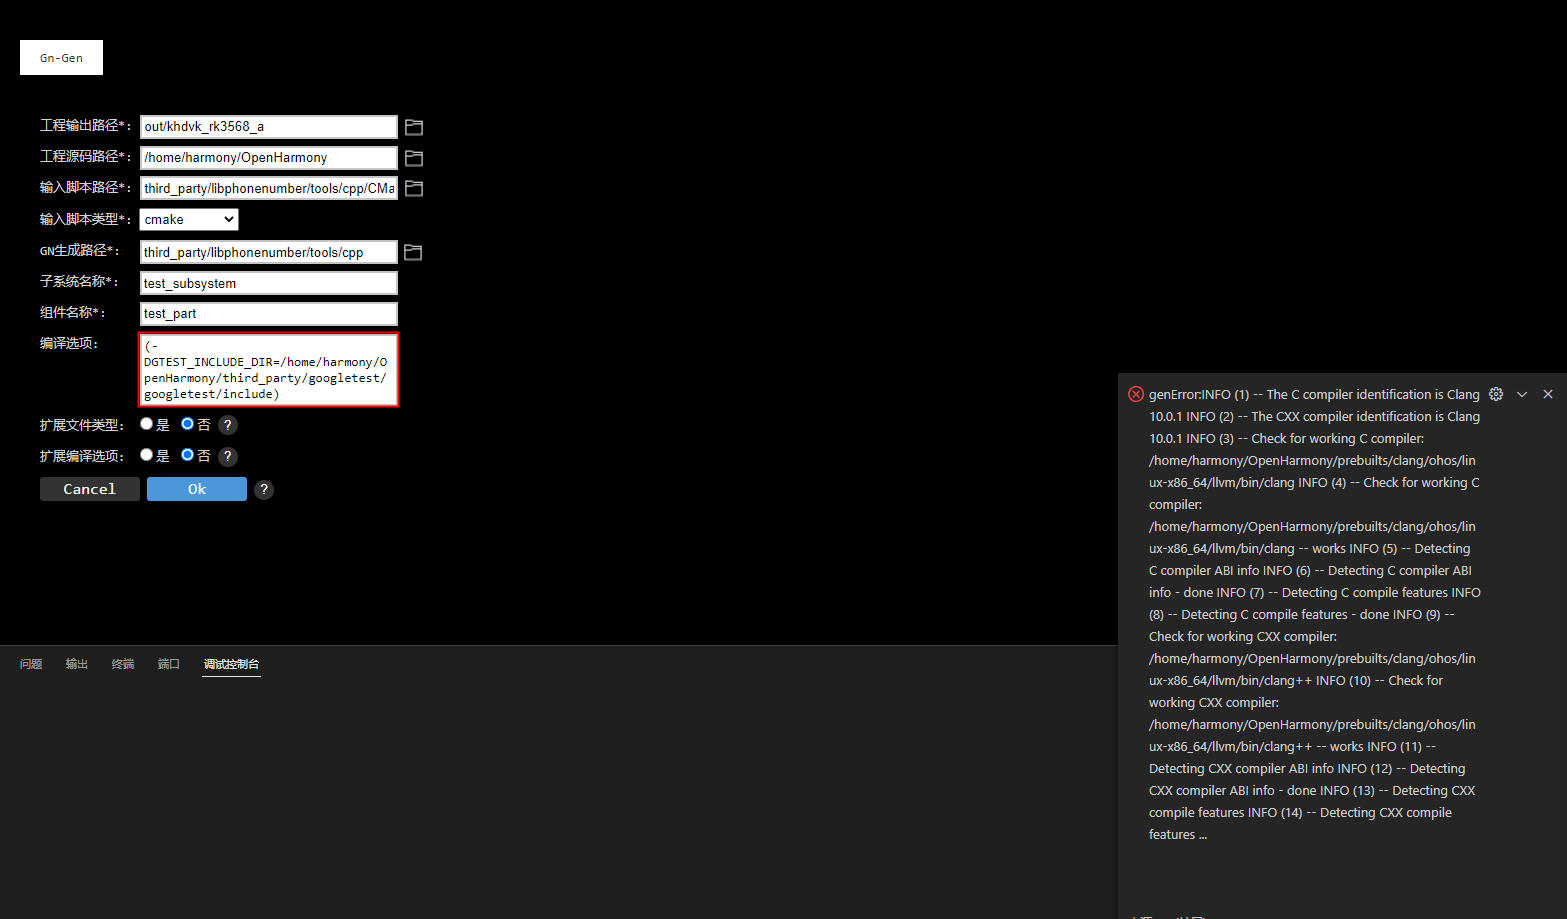 Gn-Gen
工程输出路径*: out/khdvk_rk3568_a
工程源码路径*: /home/harmony/OpenHarmony
输入脚本路径*: third_party/libphonenumber/tools/cpp/CMa
输入脚本类型*: cmake
GN生成路径*: third_party/libphonenumber/tools/cpp
子系统名称*: test_subsystem
组件名称*: test_part
编译选项: (-
DGTEST_INCLUDE_DIR=/home/harmony/O
penHarmony/third_party/googletest/
googletest/include)
扩展文件类型: 是 否 ?
扩展编译选项: 是 否 ?
Cancel Ok ?
问题 输出 终端 端口 调试控制台
genError:INFO (1) -- The C compiler identification is Clang
10.0.1 INFO (2) -- The CXX compiler identification is Clang
10.0.1 INFO (3) -- Check for working C compiler:
/home/harmony/OpenHarmony/prebuilts/clang/ohos/lin
ux-x86_64/llvm/bin/clang INFO (4) -- Check for working C
compiler:
/home/harmony/OpenHarmony/prebuilts/clang/ohos/lin
ux-x86_64/llvm/bin/clang -- works INFO (5) -- Detecting
C compiler ABI info INFO (6) -- Detecting C compiler ABI
info - done INFO (7) -- Detecting C compile features INFO
(8) -- Detecting C compile features - done INFO (9) --
Check for working CXX compiler:
/home/harmony/OpenHarmony/prebuilts/clang/ohos/lin
ux-x86_64/llvm/bin/clang++ INFO (10) -- Check for
working CXX compiler:
/home/harmony/OpenHarmony/prebuilts/clang/ohos/lin
ux-x86_64/llvm/bin/clang++ -- works INFO (11) --
Detecting CXX compiler ABI info INFO (12) -- Detecting
CXX compiler ABI info - done INFO (13) -- Detecting CXX
compile features INFO (14) -- Detecting CXX compile
features ...